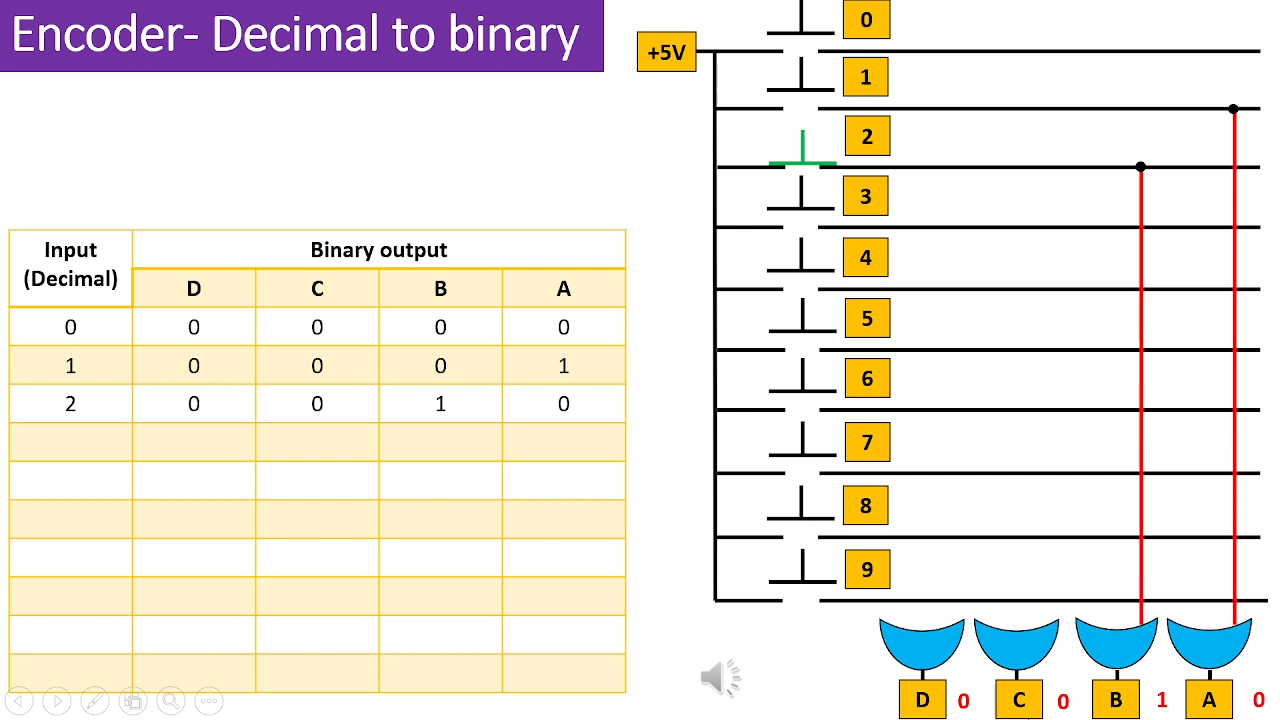 Encoder- Decimal to binary
+5V
0
1
2
3
4
5
6
7
8
9
Input
(Decimal)
Binary output
D C B A
0 0 0 0 0
1 0 0 0 1
2 0 0 1 0
D 0 C 0 B 1 A 0